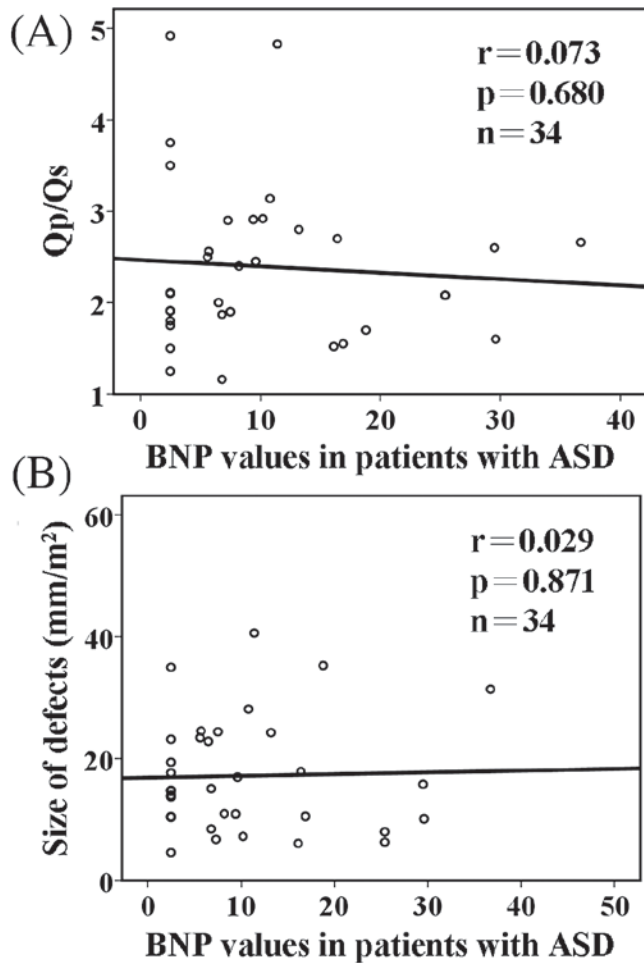 (A)
5
4
3
2
1
Qp/Qs
r=0.073
p=0.680
n=34
0 10 20 30 40
BNP values in patients with ASD
(B)
60
40
20
0
Size of defects (mm/m²)
r=0.029
p=0.871
n=34
0 10 20 30 40 50
BNP values in patients with ASD